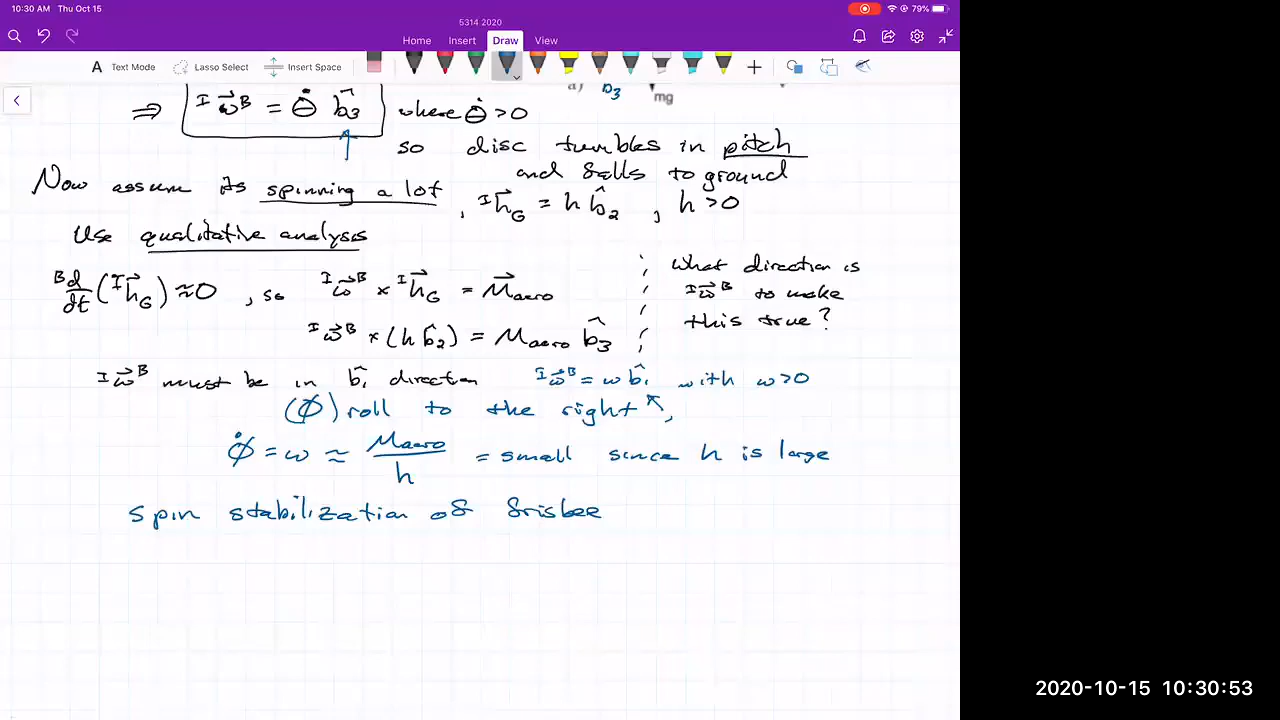 10:30 AM Thu Oct 15
79%
5314 2020
Home Insert Draw View
A Text Mode Lasso Select Insert Space
⇒ ᴵω⃗ᴮ = θ̇ b̂₃ where θ̇ > 0
a) b₃ mg
so disc tumbles in pitch
and falls to ground
Now assume its spinning a lot, ᴵh⃗_G = h b̂₂, h > 0
Use qualitative analysis
ᴮd/dt (ᴵh⃗_G) ≈ 0, so ᴵω⃗ᴮ × ᴵh⃗_G = M⃗aero
ᴵω⃗ᴮ × (h b̂₂) = Maero b̂₃
What direction is
ᴵω⃗ᴮ to make
this true?
ᴵω⃗ᴮ must be in b̂₁ direction ᴵω⃗ᴮ = ω b̂₁ with ω > 0
(φ) roll to the right,
φ̇ = ω ≈ Maero / h = small since h is large
spin stabilization of frisbee
2020-10-15 10:30:53